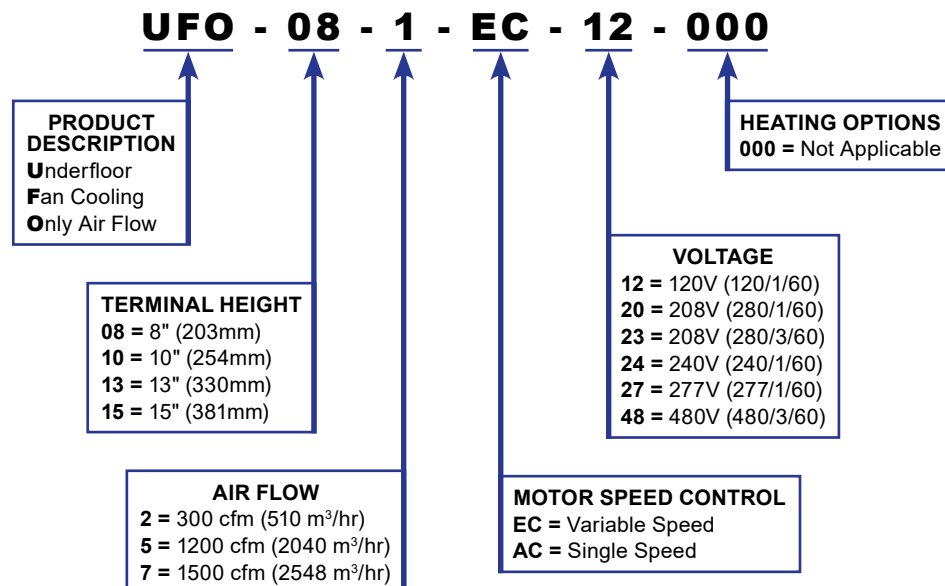 UFO - 08 - 1 - EC - 12 - 000
PRODUCT
DESCRIPTION
Underfloor
Fan Cooling
Only Air Flow
HEATING OPTIONS
000 = Not Applicable
TERMINAL HEIGHT
08 = 8" (203mm)
10 = 10" (254mm)
13 = 13" (330mm)
15 = 15" (381mm)
VOLTAGE
12 = 120V (120/1/60)
20 = 208V (280/1/60)
23 = 208V (280/3/60)
24 = 240V (240/1/60)
27 = 277V (277/1/60)
48 = 480V (480/3/60)
AIR FLOW
2 = 300 cfm (510 m³/hr)
5 = 1200 cfm (2040 m³/hr)
7 = 1500 cfm (2548 m³/hr)
MOTOR SPEED CONTROL
EC = Variable Speed
AC = Single Speed